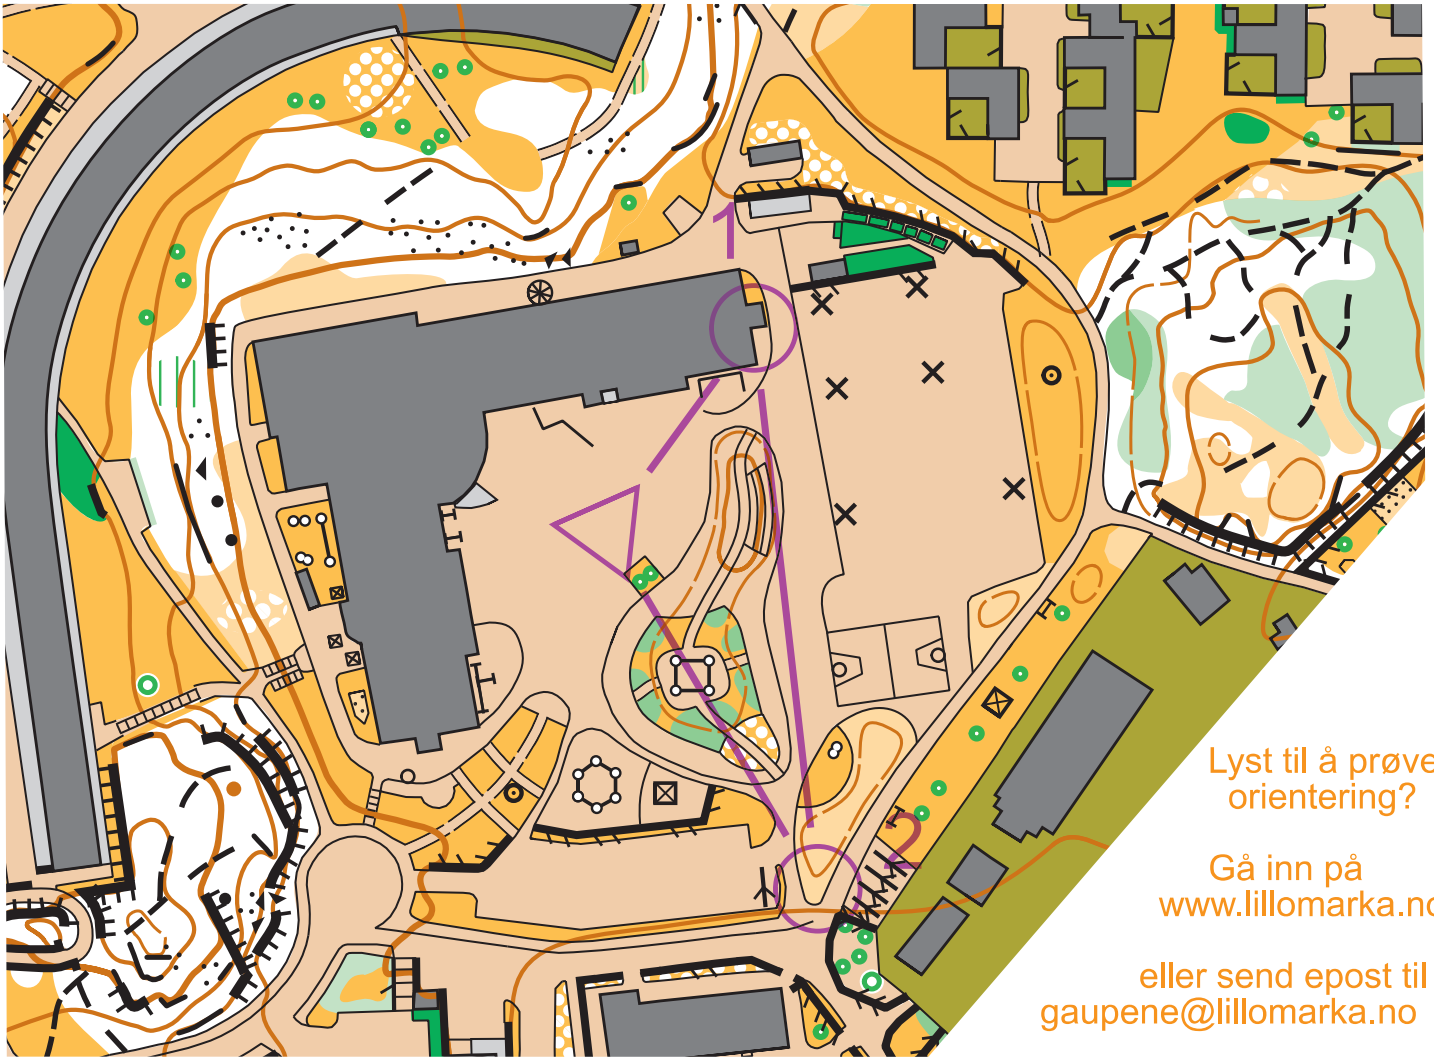 1
2
Lyst til å prøve
orientering?
Gå inn på
www.lillomarka.no
eller send epost til
gaupene@lillomarka.no